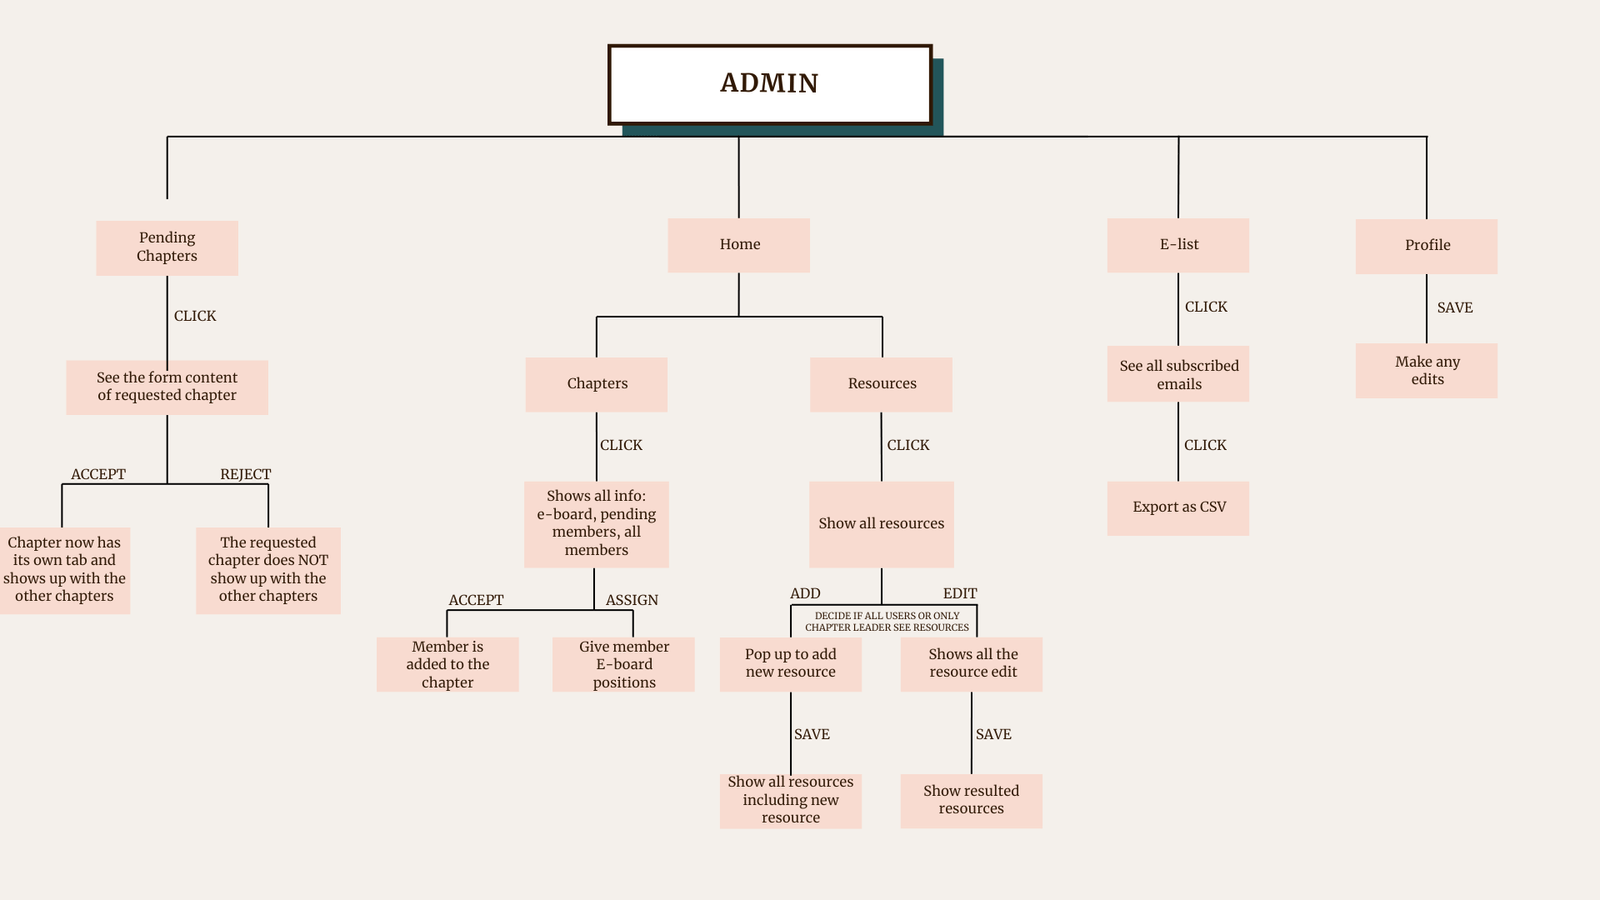 ADMIN
Pending
Chapters
Home
E-list
Profile
CLICK
CLICK
SAVE
See the form content
of requested chapter
Chapters
Resources
See all subscribed
emails
Make any
edits
CLICK
CLICK
CLICK
ACCEPT
REJECT
Shows all info:
e-board, pending
members, all
members
Show all resources
Export as CSV
Chapter now has
its own tab and
shows up with the
other chapters
The requested
chapter does NOT
show up with the
other chapters
ACCEPT
ASSIGN
ADD
EDIT
DECIDE IF ALL USERS OR ONLY
CHAPTER LEADER SEE RESOURCES
Member is
added to the
chapter
Give member
E-board
positions
Pop up to add
new resource
Shows all the
resource edit
SAVE
SAVE
Show all resources
including new
resource
Show resulted
resources